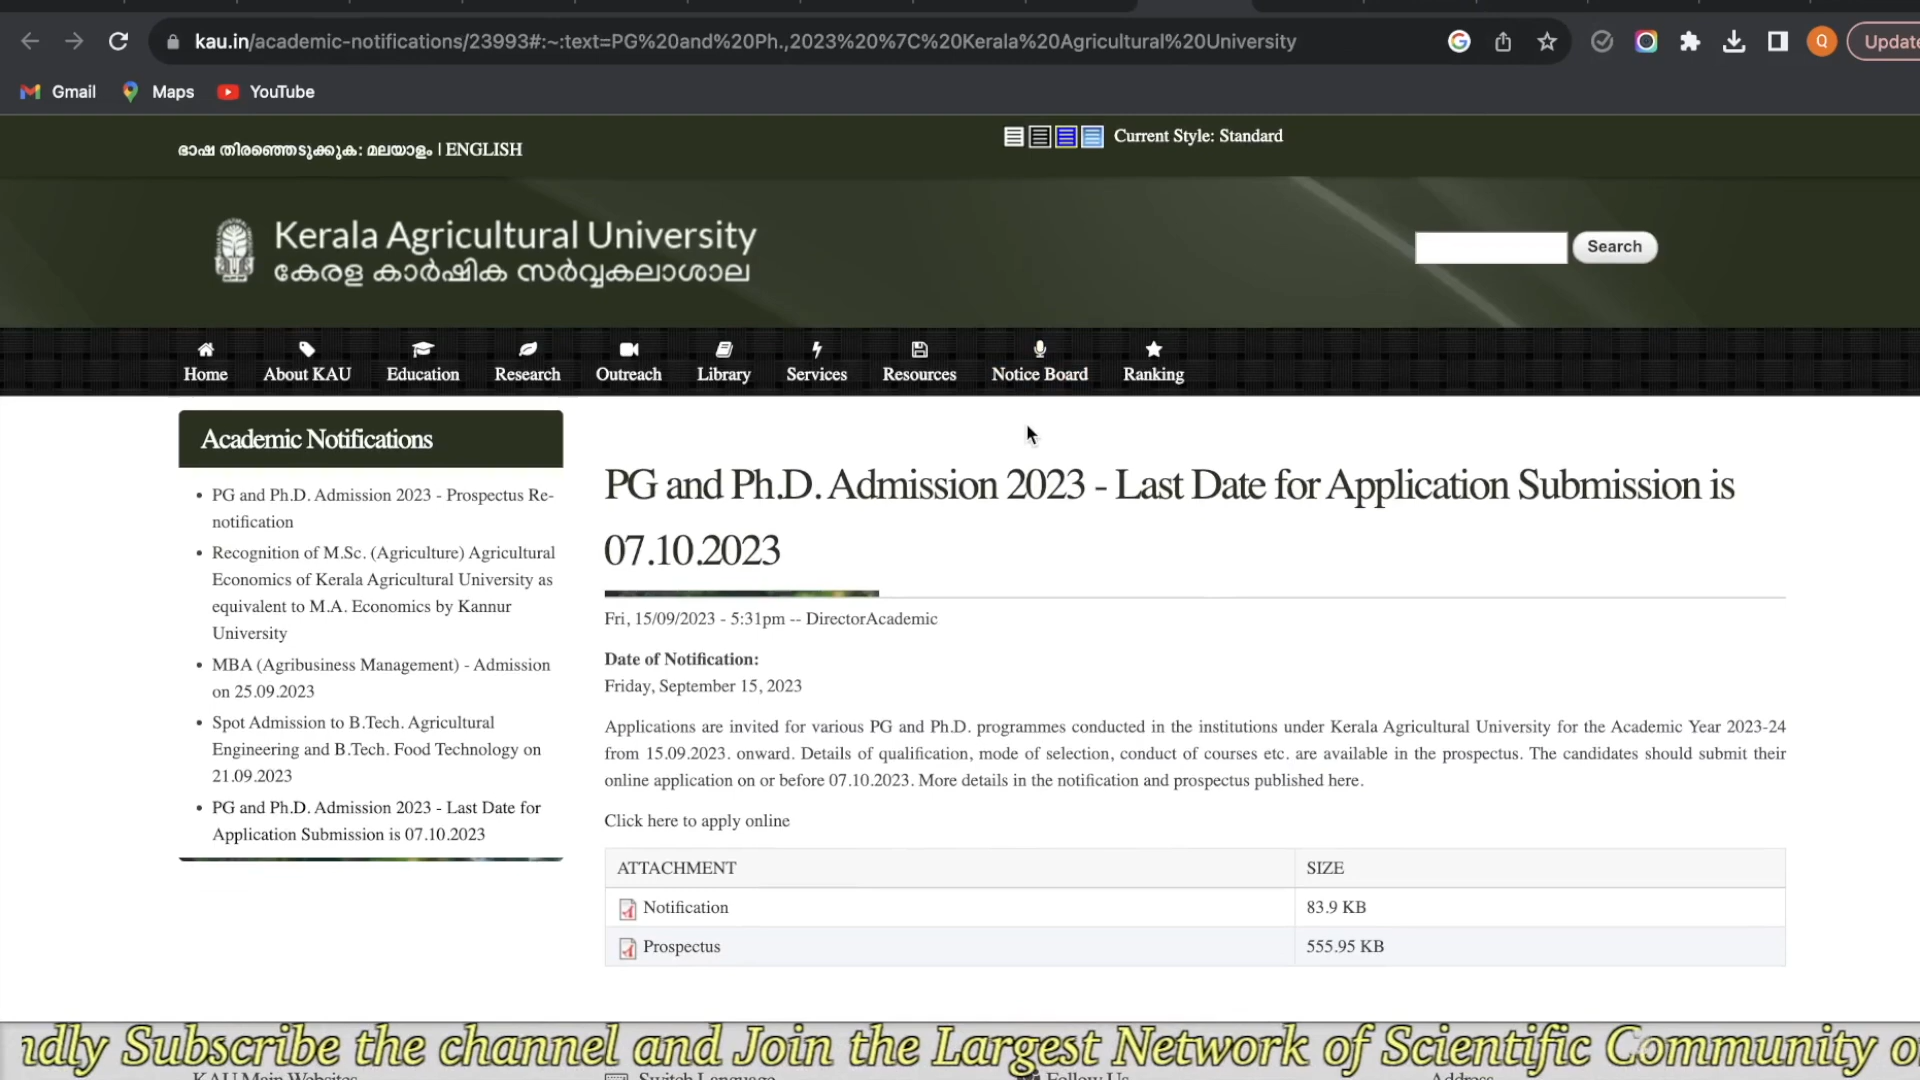 kau.in/academic-notifications/23993#:~:text=PG%20and%20Ph.,2023%20%7C%20Kerala%20Agricultural%20University
Q
Update
Gmail
Maps
YouTube
ഭാഷ തിരഞ്ഞെടുക്കുക: മലയാളം | ENGLISH
Current Style: Standard
Kerala Agricultural University
കേരള കാർഷിക സർവ്വകലാശാല
Search
Home
About KAU
Education
Research
Outreach
Library
Services
Resources
Notice Board
Ranking
Academic Notifications
PG and Ph.D. Admission 2023 - Prospectus Re-
notification
Recognition of M.Sc. (Agriculture) Agricultural
Economics of Kerala Agricultural University as
equivalent to M.A. Economics by Kannur
University
MBA (Agribusiness Management) - Admission
on 25.09.2023
Spot Admission to B.Tech. Agricultural
Engineering and B.Tech. Food Technology on
21.09.2023
PG and Ph.D. Admission 2023 - Last Date for
Application Submission is 07.10.2023
PG and Ph.D. Admission 2023 - Last Date for Application Submission is
07.10.2023
Fri, 15/09/2023 - 5:31pm -- DirectorAcademic
Date of Notification:
Friday, September 15, 2023
Applications are invited for various PG and Ph.D. programmes conducted in the institutions under Kerala Agricultural University for the Academic Year 2023-24
from 15.09.2023. onward. Details of qualification, mode of selection, conduct of courses etc. are available in the prospectus. The candidates should submit their
online application on or before 07.10.2023. More details in the notification and prospectus published here.
Click here to apply online
ATTACHMENT SIZE
Notification 83.9 KB
Prospectus 555.95 KB
ndly Subscribe the channel and Join the Largest Network of Scientific Community o
KAU Main Websites
Switch Language
Follow Us
Address